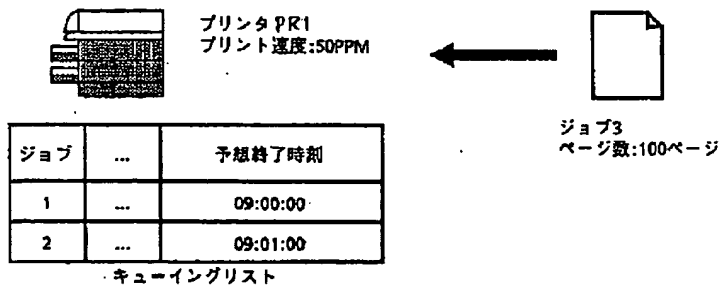 プリンタPR1
プリント速度:50PPM
ジョブ3
ページ数:100ページ
ジョブ ... 予想終了時刻
1 ... 09:00:00
2 ... 09:01:00
キューイングリスト